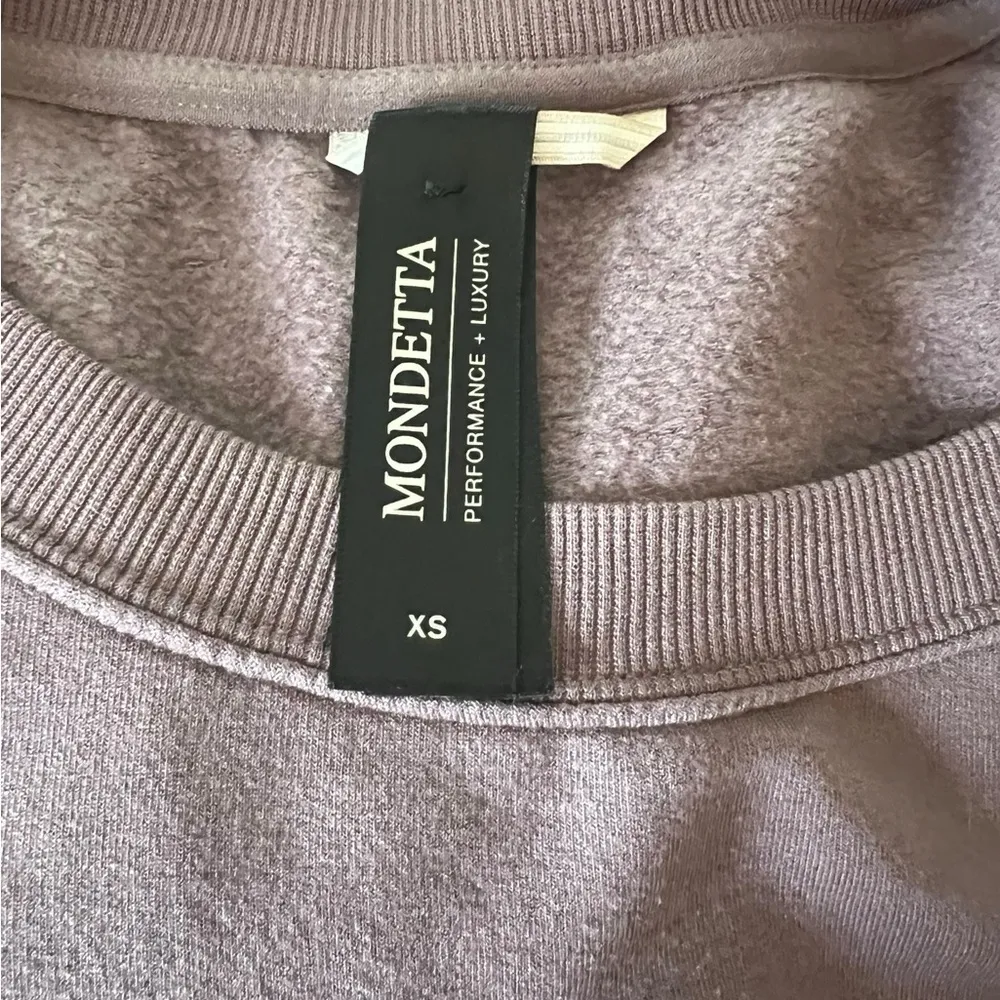 MONDETTA
PERFORMANCE + LUXURY
XS